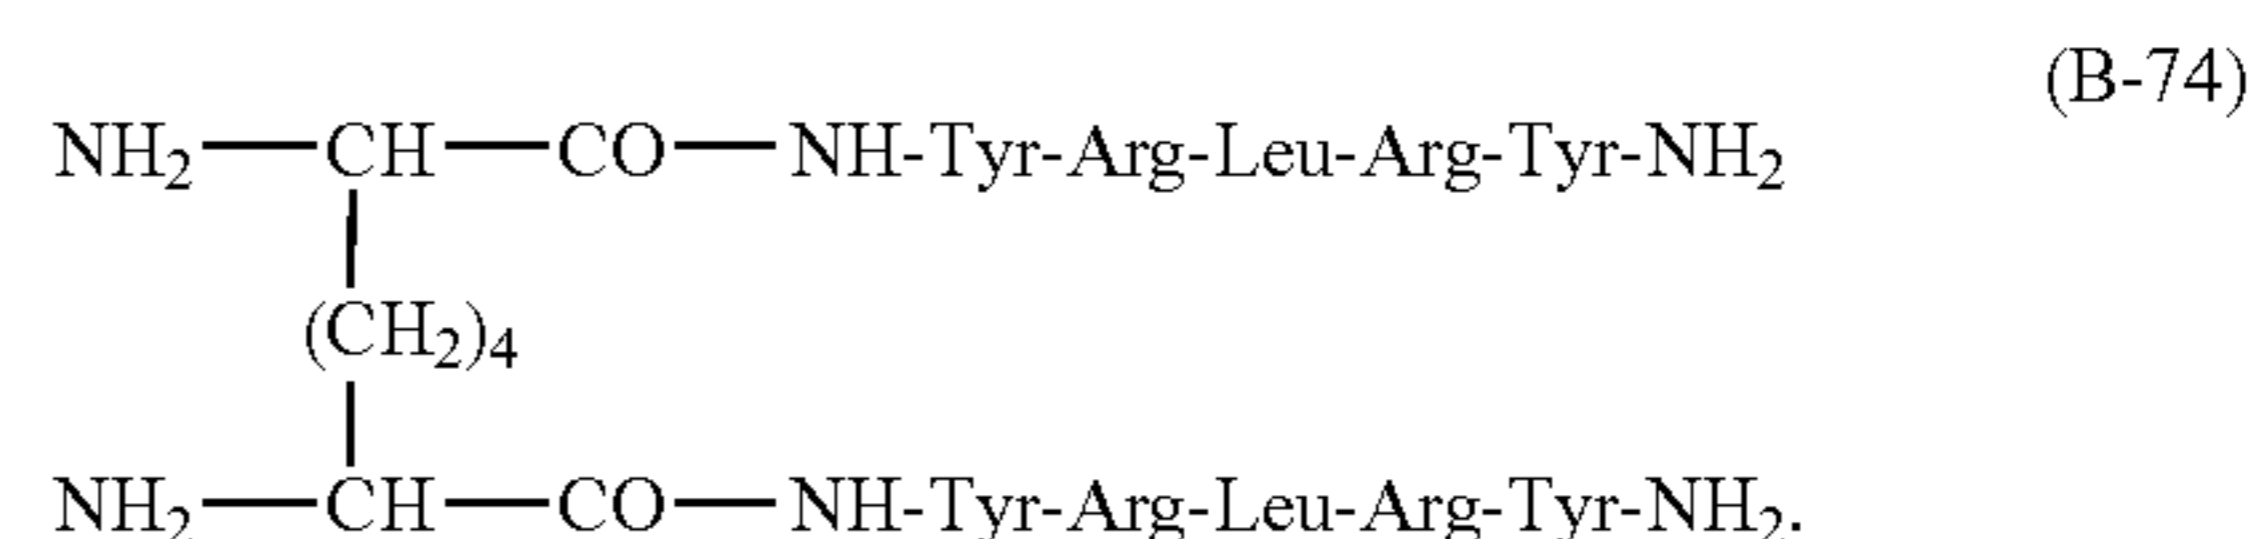 (B-74)
NH₂—CH—CO—NH-Tyr-Arg-Leu-Arg-Tyr-NH₂
(CH₂)₄
NH₂—CH—CO—NH-Tyr-Arg-Leu-Arg-Tyr-NH₂.